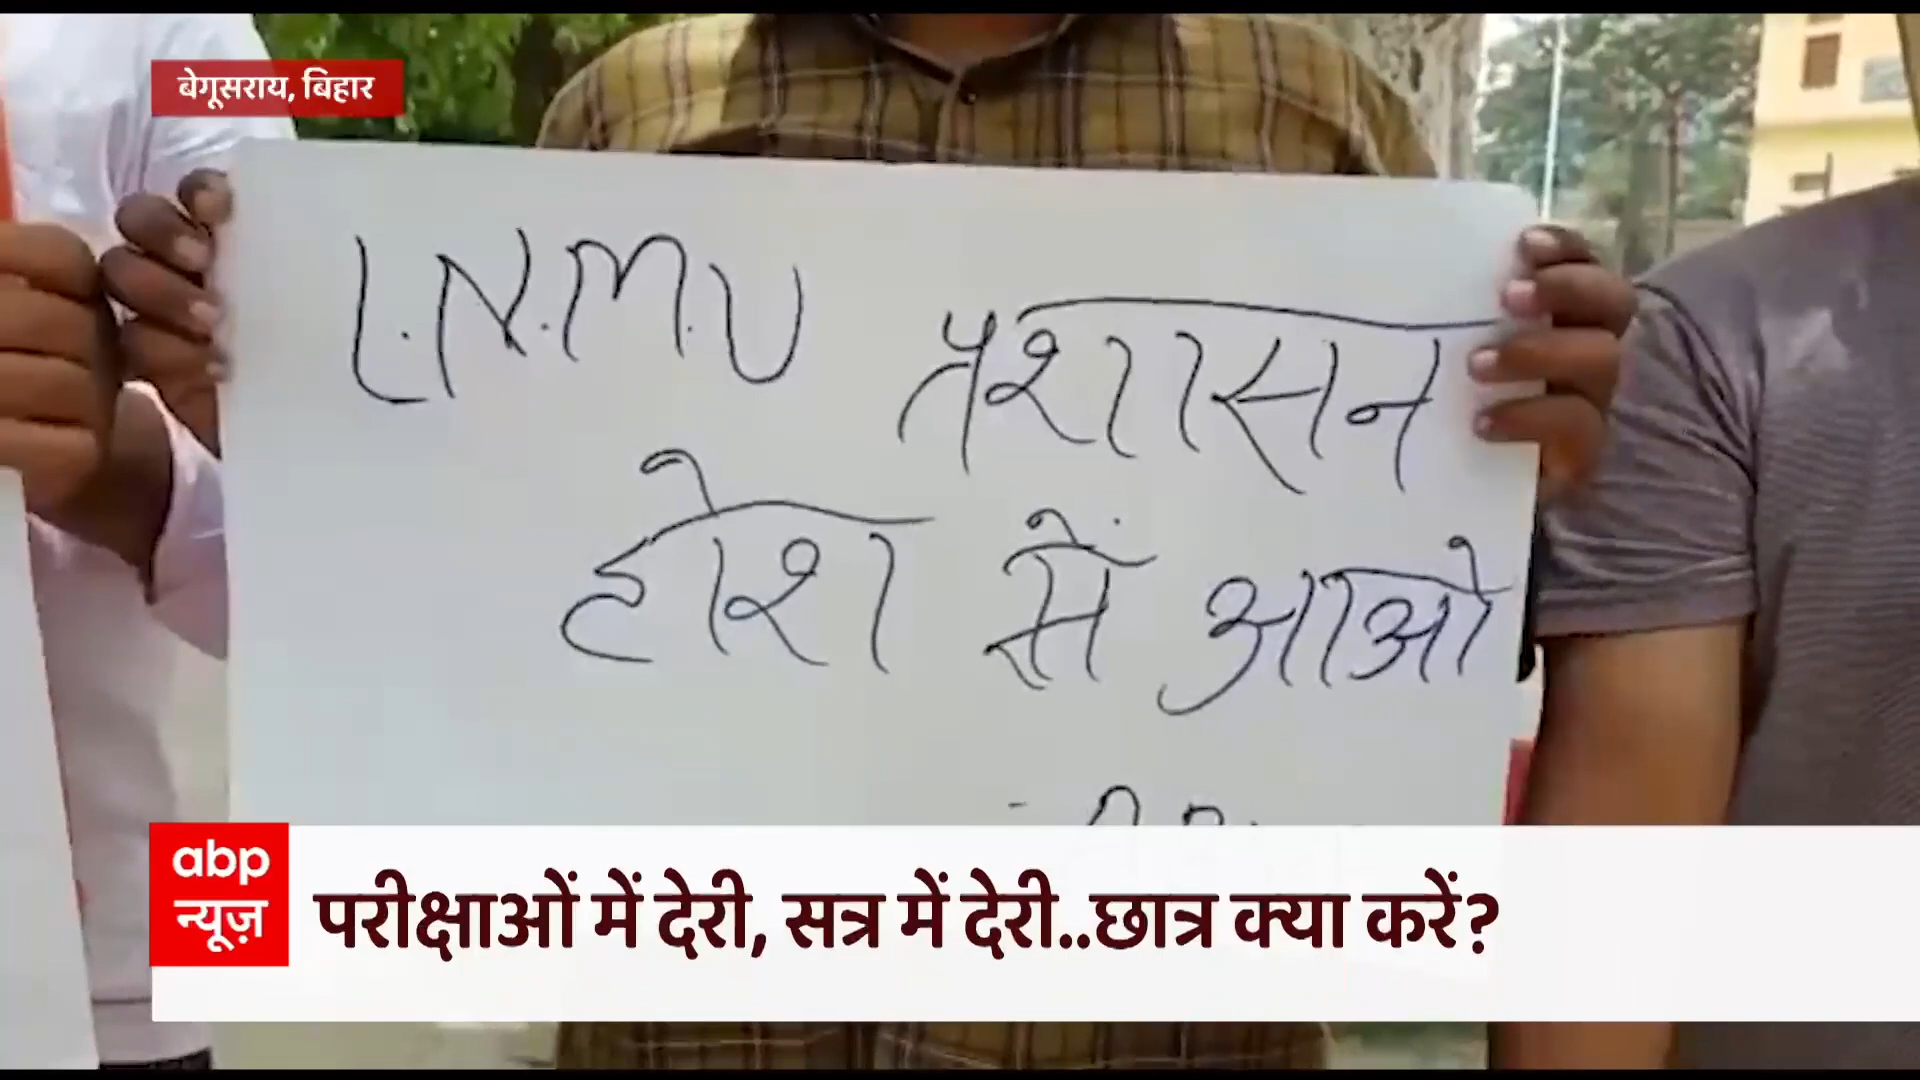 बेगूसराय, बिहार
L.N.M.U प्रशासन
होश में आओ
abp
न्यूज़
परीक्षाओं में देरी, सत्र में देरी..छात्र क्या करें?